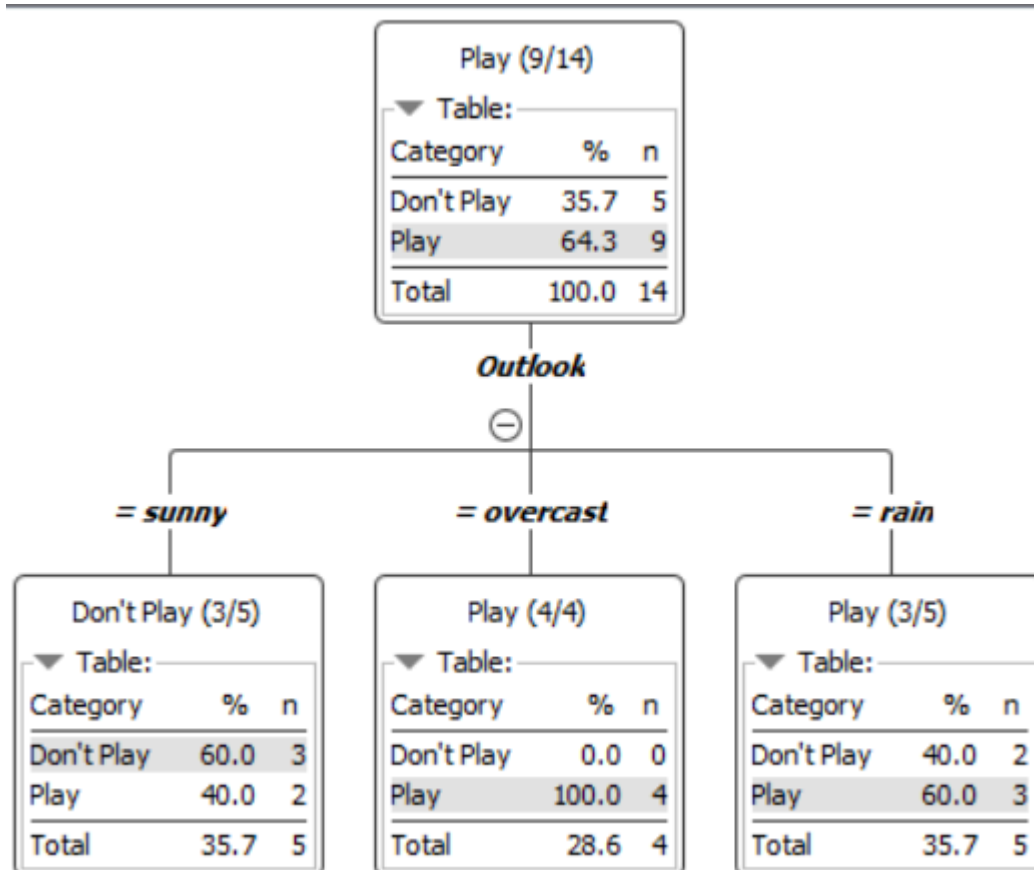 Play (9/14)
Table:
Category % n
Don't Play 35.7 5
Play 64.3 9
Total 100.0 14
Outlook
= sunny
= overcast
= rain
Don't Play (3/5)
Table:
Category % n
Don't Play 60.0 3
Play 40.0 2
Total 35.7 5
Play (4/4)
Table:
Category % n
Don't Play 0.0 0
Play 100.0 4
Total 28.6 4
Play (3/5)
Table:
Category % n
Don't Play 40.0 2
Play 60.0 3
Total 35.7 5